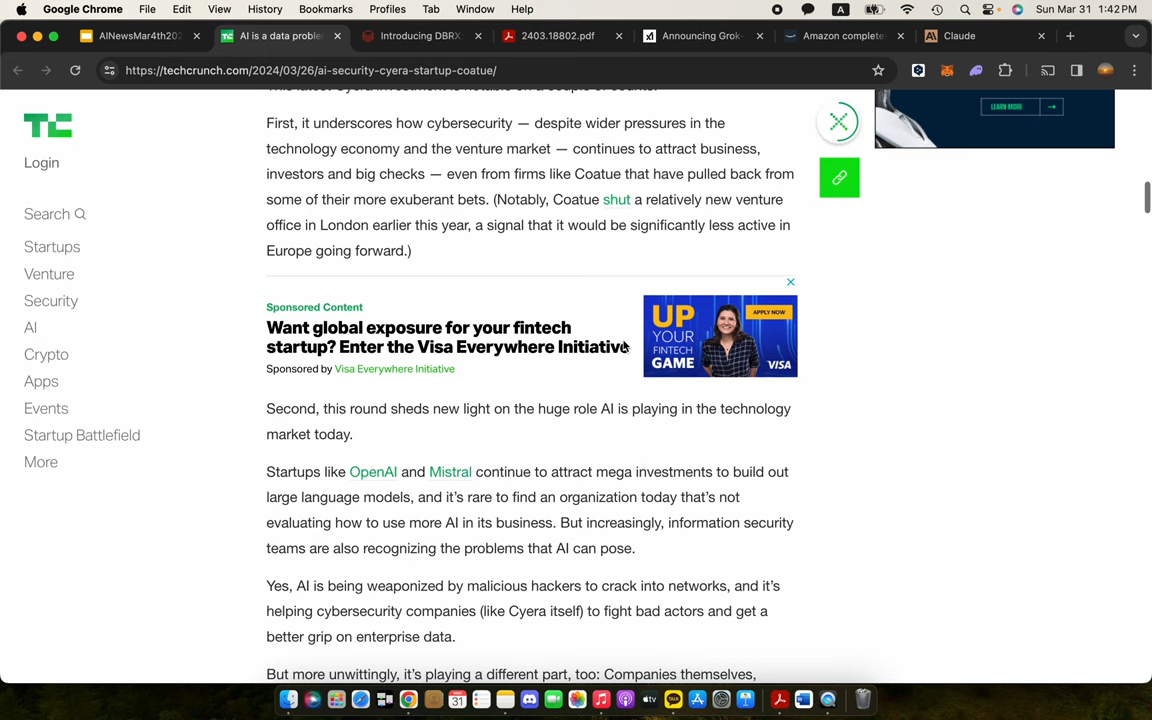 Google Chrome File Edit View History Bookmarks Profiles Tab Window Help A Sun Mar 31 1:42 PM
AINewsMar4th202 AI is a data proble Introducing DBRX: 2403.18802.pdf Announcing Grok- Amazon complete Claude
https://techcrunch.com/2024/03/26/ai-security-cyera-startup-coatue/
TC
Login
Search
Startups
Venture
Security
AI
Crypto
Apps
Events
Startup Battlefield
More
This latest Cyera investment is notable on a couple of counts.
First, it underscores how cybersecurity — despite wider pressures in the
technology economy and the venture market — continues to attract business,
investors and big checks — even from firms like Coatue that have pulled back from
some of their more exuberant bets. (Notably, Coatue shut a relatively new venture
office in London earlier this year, a signal that it would be significantly less active in
Europe going forward.)
Sponsored Content
Want global exposure for your fintech
startup? Enter the Visa Everywhere Initiative
Sponsored by Visa Everywhere Initiative
UP
YOUR
FINTECH
GAME
APPLY NOW
VISA
Second, this round sheds new light on the huge role AI is playing in the technology
market today.
Startups like OpenAI and Mistral continue to attract mega investments to build out
large language models, and it's rare to find an organization today that's not
evaluating how to use more AI in its business. But increasingly, information security
teams are also recognizing the problems that AI can pose.
Yes, AI is being weaponized by malicious hackers to crack into networks, and it's
helping cybersecurity companies (like Cyera itself) to fight bad actors and get a
better grip on enterprise data.
But more unwittingly, it's playing a different part, too: Companies themselves,
LEARN MORE